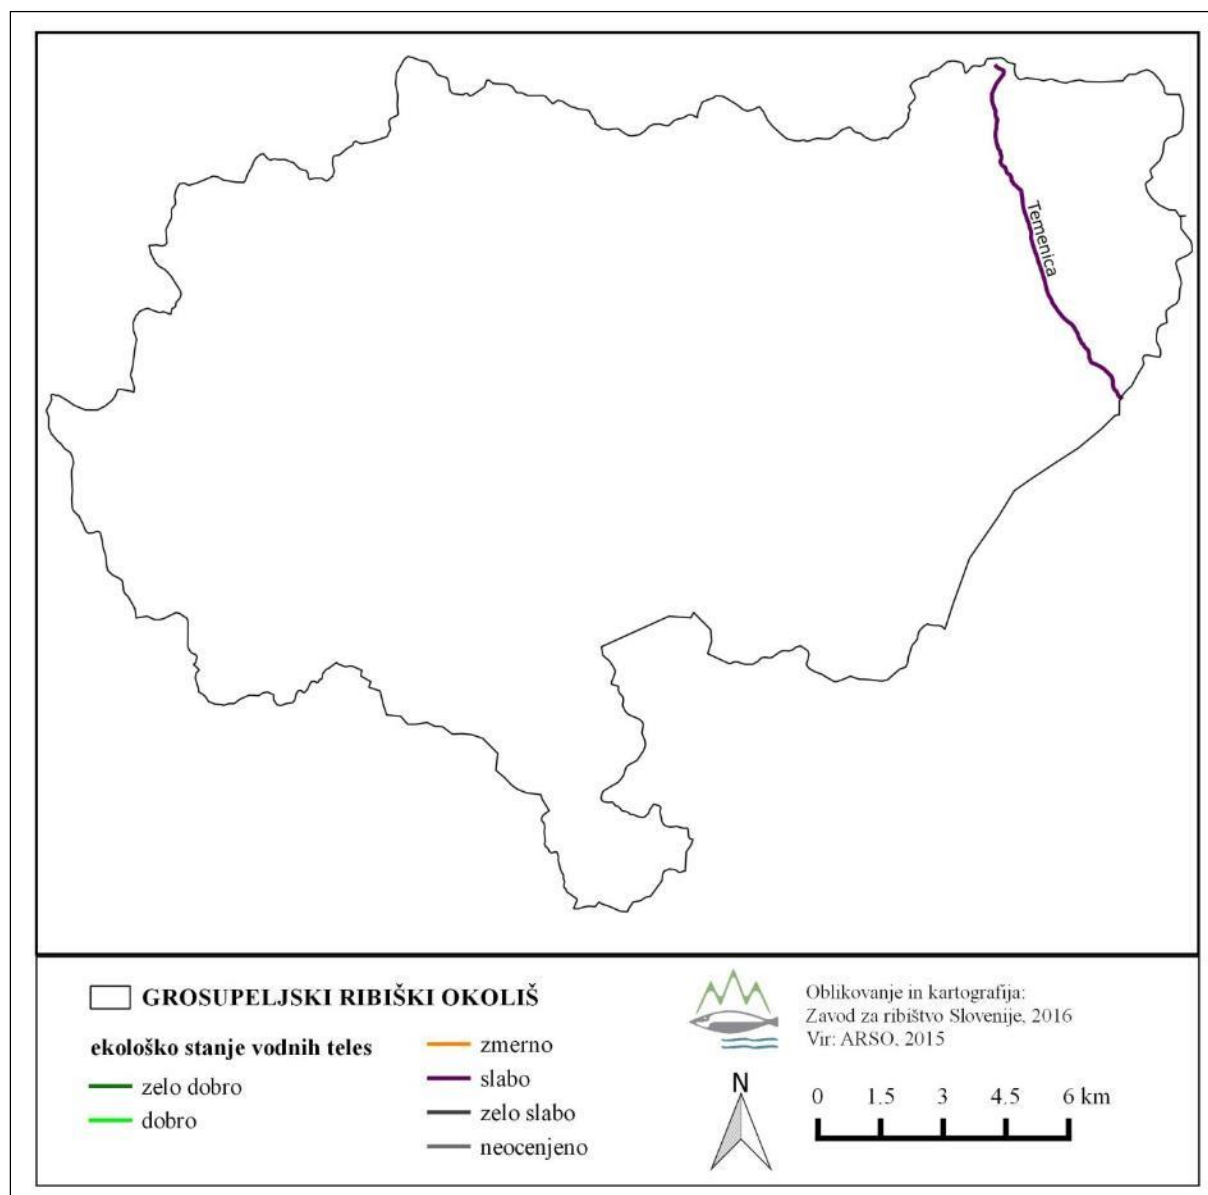 Temenica
GROSUPELJSKI RIBIŠKI OKOLIŠ
ekološko stanje vodnih teles
zelo dobro
dobro
zmerno
slabo
zelo slabo
neocenjeno
Oblikovanje in kartografija:
Zavod za ribištvo Slovenije, 2016
Vir: ARSO, 2015
N
0 1.5 3 4.5 6 km